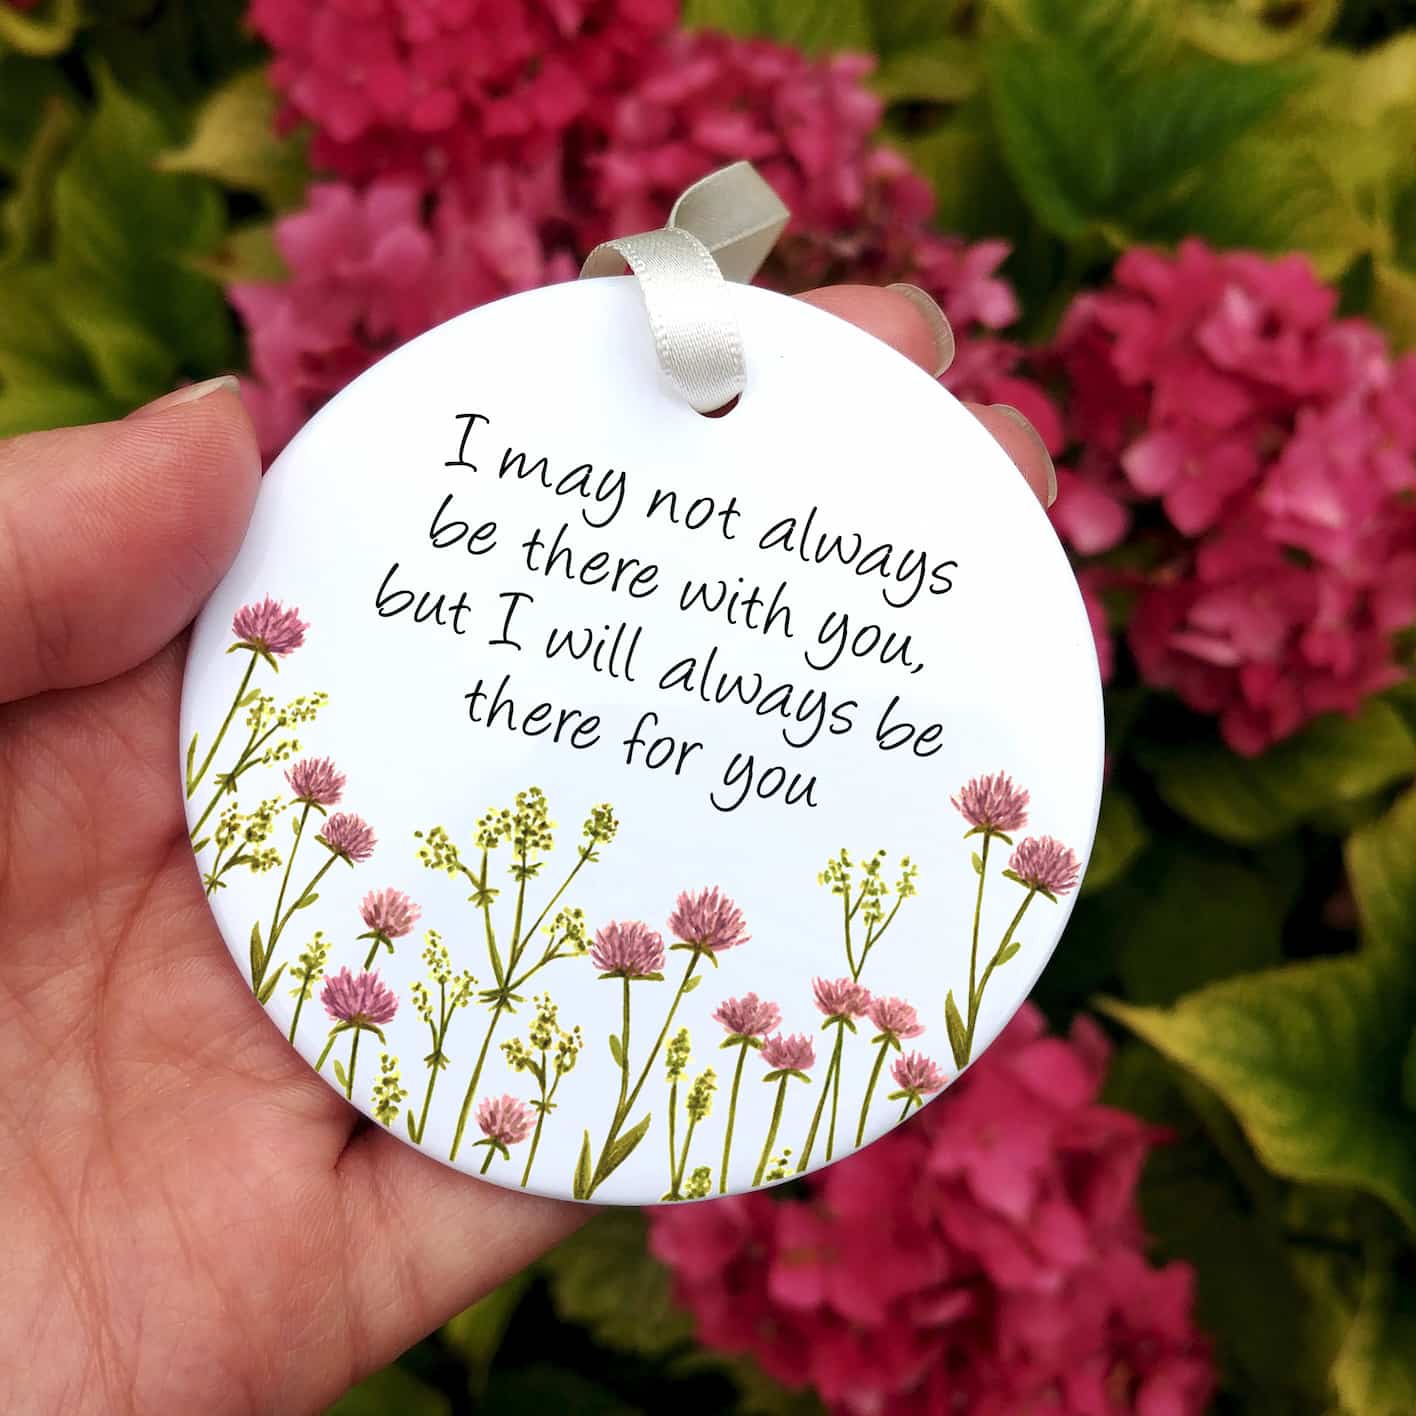 I may not always
be there with you,
but I will always be
there for you